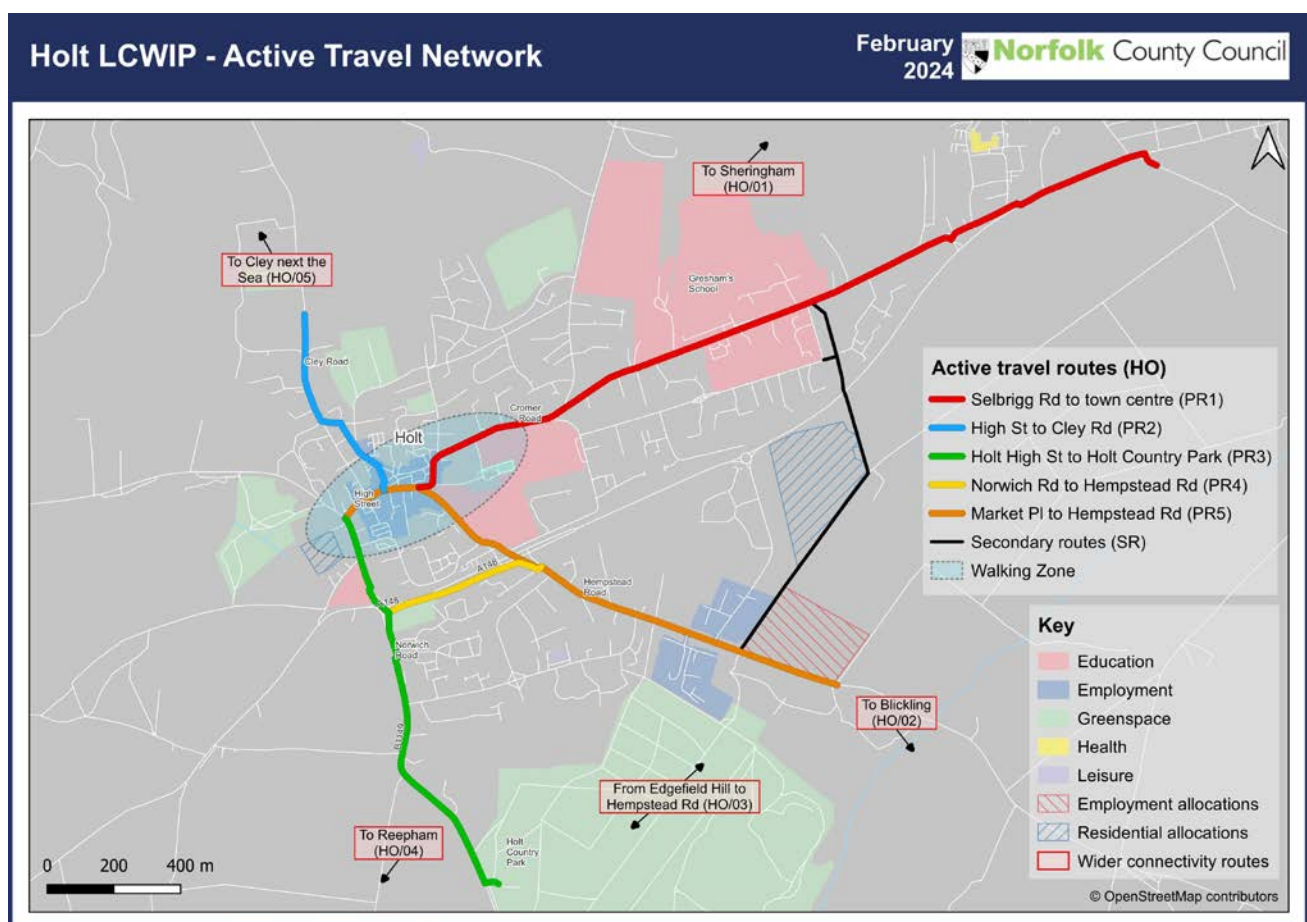 Holt LCWIP - Active Travel Network
February
2024
Norfolk County Council
To Sheringham
(HO/01)
To Cley next the
Sea (HO/05)
Gresham's
School
Cley Road
Cromer
Road
Holt
High
Street
A148
A148
Hempstead
Road
Norwich
Road
B1149
To Blickling
(HO/02)
From Edgefield Hill to
Hempstead Rd (HO/03)
To Reepham
(HO/04)
Holt
Country
Park
Active travel routes (HO)
Selbrigg Rd to town centre (PR1)
High St to Cley Rd (PR2)
Holt High St to Holt Country Park (PR3)
Norwich Rd to Hempstead Rd (PR4)
Market Pl to Hempstead Rd (PR5)
Secondary routes (SR)
Walking Zone
Key
Education
Employment
Greenspace
Health
Leisure
Employment allocations
Residential allocations
Wider connectivity routes
0 200 400 m
© OpenStreetMap contributors